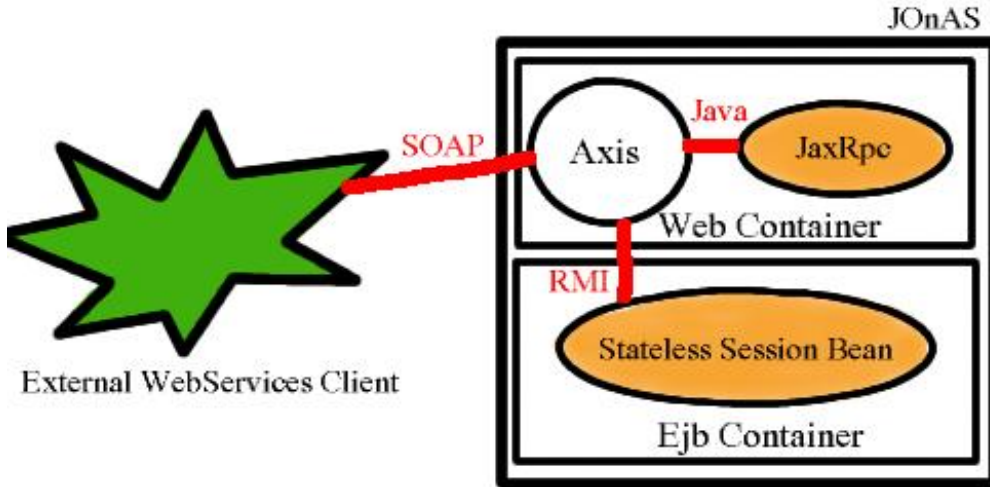 JOnAS
SOAP
Axis
Java
JaxRpc
Web Container
RMI
Stateless Session Bean
External WebServices Client
Ejb Container